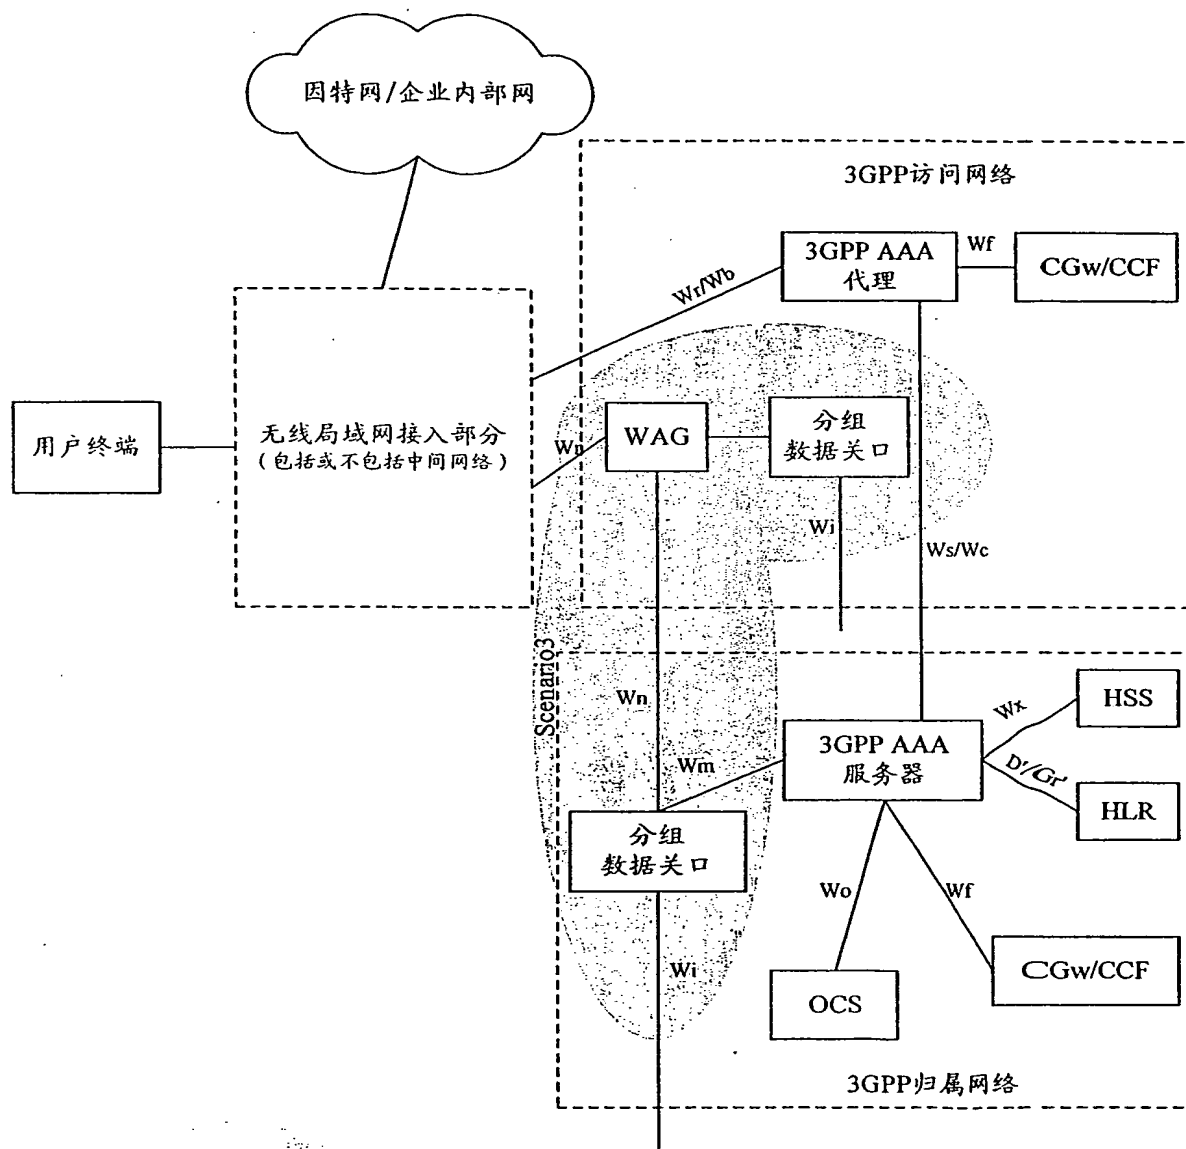 因特网/企业内部网
3GPP访问网络
3GPP AAA
代理
Wf
CGw/CCF
Wr/Wb
用户终端
无线局域网接入部分
(包括或不包括中间网络)
Wn
WAG
分组
数据关口
Wi
Ws/Wc
Scenario3
Wn
Wm
3GPP AAA
服务器
Wx
HSS
D'/Gr'
HLR
分组
数据关口
Wo
Wf
Wi
OCS
CGw/CCF
3GPP归属网络